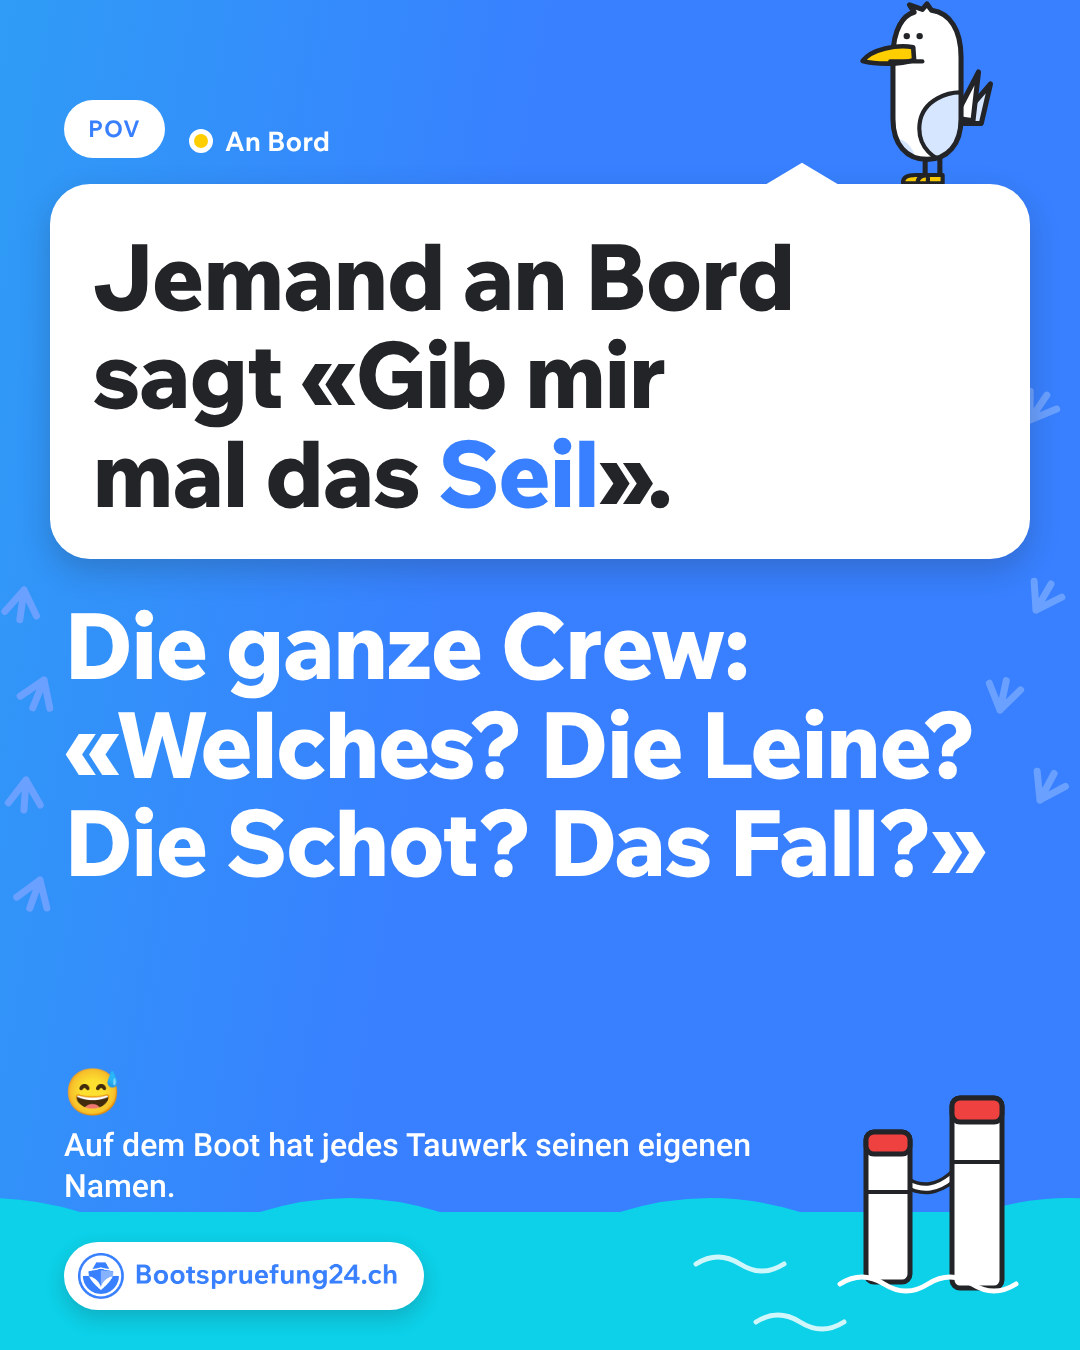 POV
An Bord
Jemand an Bord
sagt «Gib mir
mal das Seil».
Die ganze Crew:
«Welches? Die Leine?
Die Schot? Das Fall?»
😅
Auf dem Boot hat jedes Tauwerk seinen eigenen
Namen.
Bootspruefung24.ch